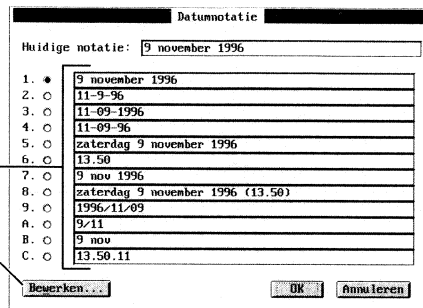 Datumnotatie
Huidige notatie: 9 november 1996
1. 9 november 1996
2. 11-9-96
3. 11-09-1996
4. 11-09-96
5. zaterdag 9 november 1996
6. 13.50
7. 9 nov 1996
8. zaterdag 9 november 1996 (13.50)
9. 1996/11/09
A. 9/11
B. 9 nov
C. 13.50.11
Bewerken... OK Annuleren